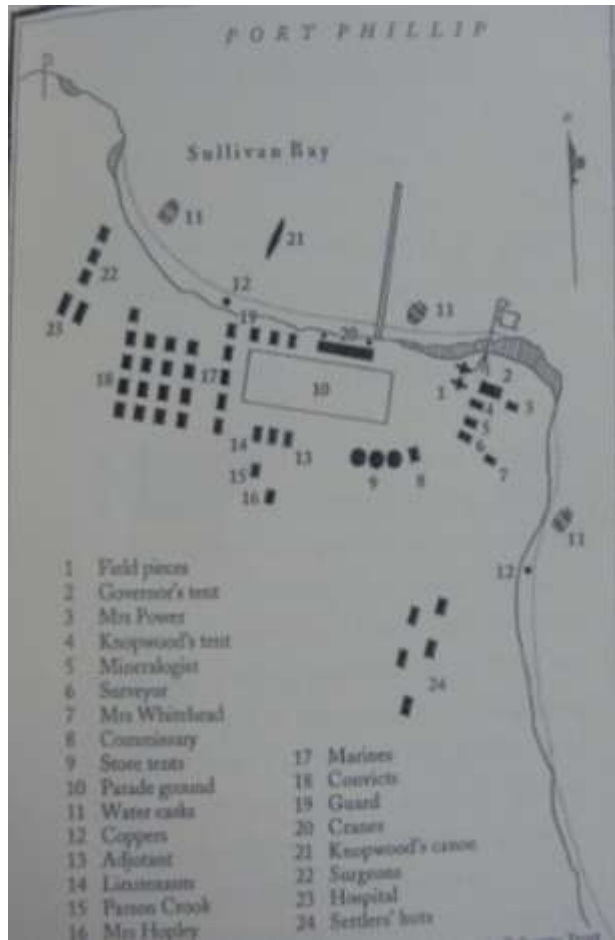 PORT PHILLIP
Sullivan Bay
11
21
22
12
11
23
19
20
2
18
17
10
1
4
3
5
6
14
13
7
9
8
15
16
11
12
24
1 Field pieces
2 Governor's tent
3 Mrs Power
4 Knopwood's tent
5 Mineralogist
6 Surveyor
7 Mrs Whitehead
8 Commissary
9 Store tents
10 Parade ground
11 Water casks
12 Coppers
13 Adjutant
14 Lieutenants
15 Parson Crook
16 Mrs Hopley
17 Marines
18 Convicts
19 Guard
20 Cranes
21 Knopwood's canoe
22 Surgeons
23 Hospital
24 Settlers' huts